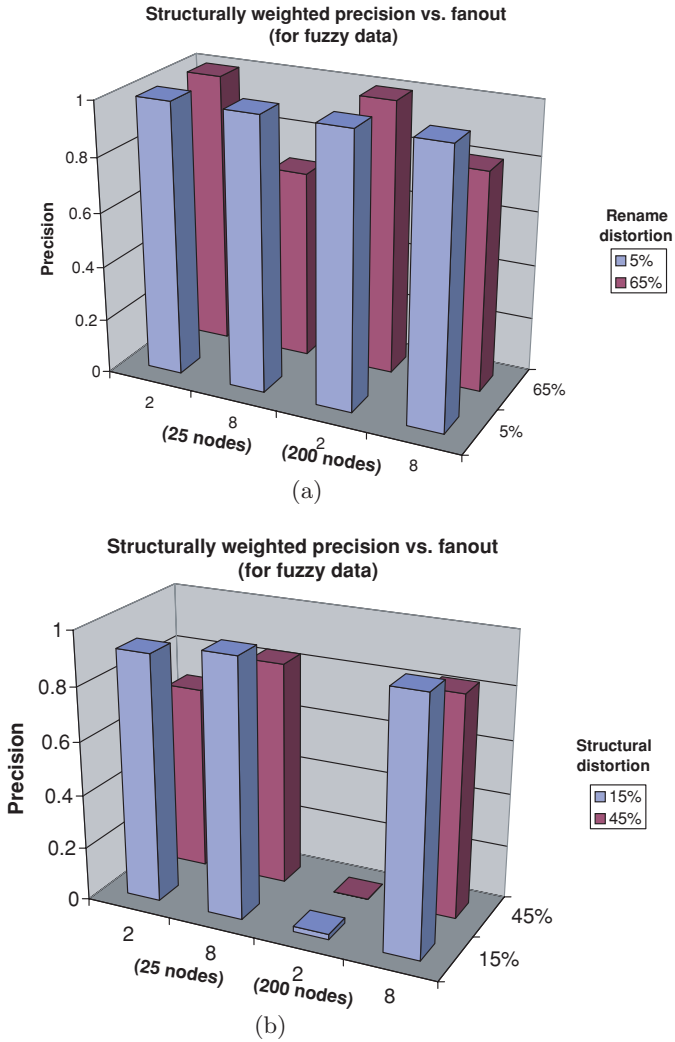 Structurally weighted precision vs. fanout
(for fuzzy data)
1
0.8
0.6
0.4
0.2
0
Precision
2
8
2
8
(25 nodes)
(200 nodes)
5%
65%
Rename
distortion
5%
65%
(a)
Structurally weighted precision vs. fanout
(for fuzzy data)
1
0.8
0.6
0.4
0.2
0
Precision
2
8
2
8
(25 nodes)
(200 nodes)
15%
45%
Structural
distortion
15%
45%
(b)